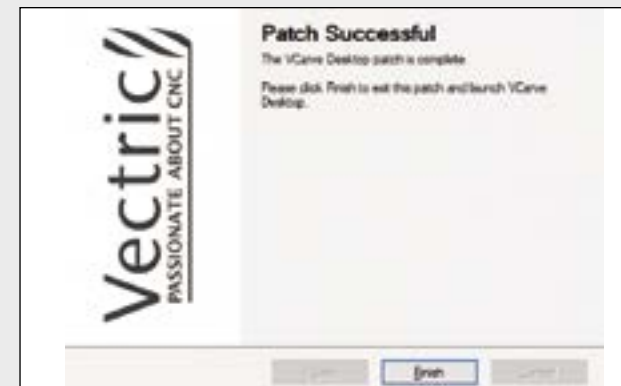 Vectric
PASSIONATE ABOUT CNC
Patch Successful
The VCarve Desktop patch is complete
Please click Finish to exit this patch and launch VCarve
Desktop.
Finish